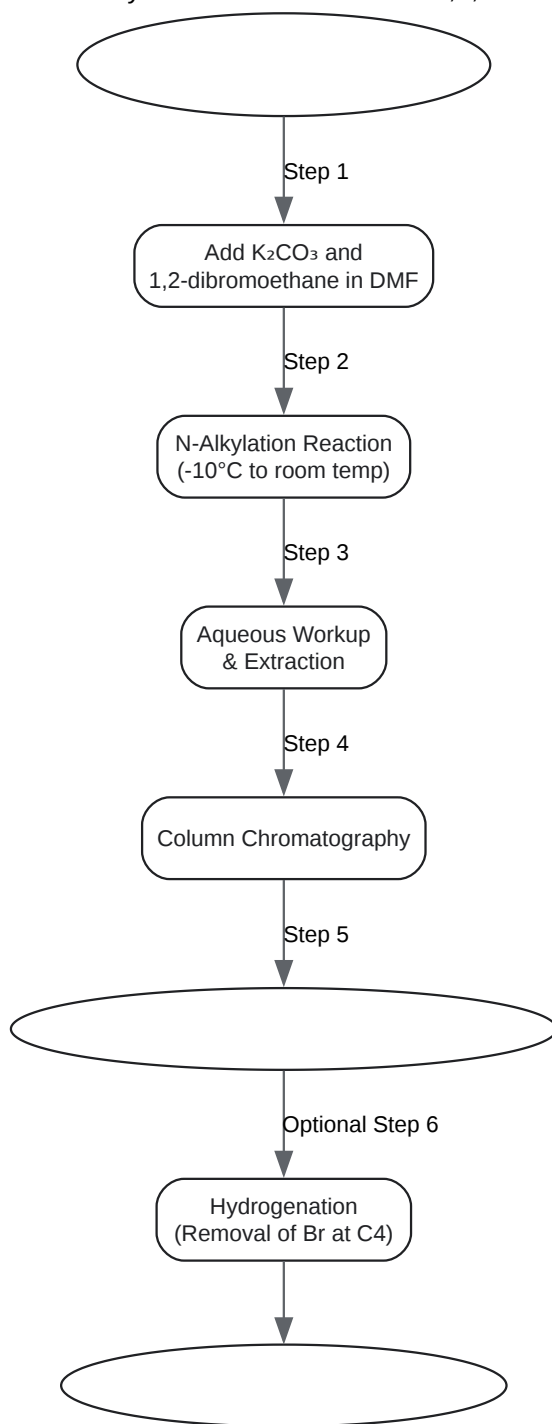 Step 1
Add K₂CO₃ and
1,2-dibromoethane in DMF
Step 2
N-Alkylation Reaction
(-10°C to room temp)
Step 3
Aqueous Workup
& Extraction
Step 4
Column Chromatography
Step 5
Optional Step 6
Hydrogenation
(Removal of Br at C4)